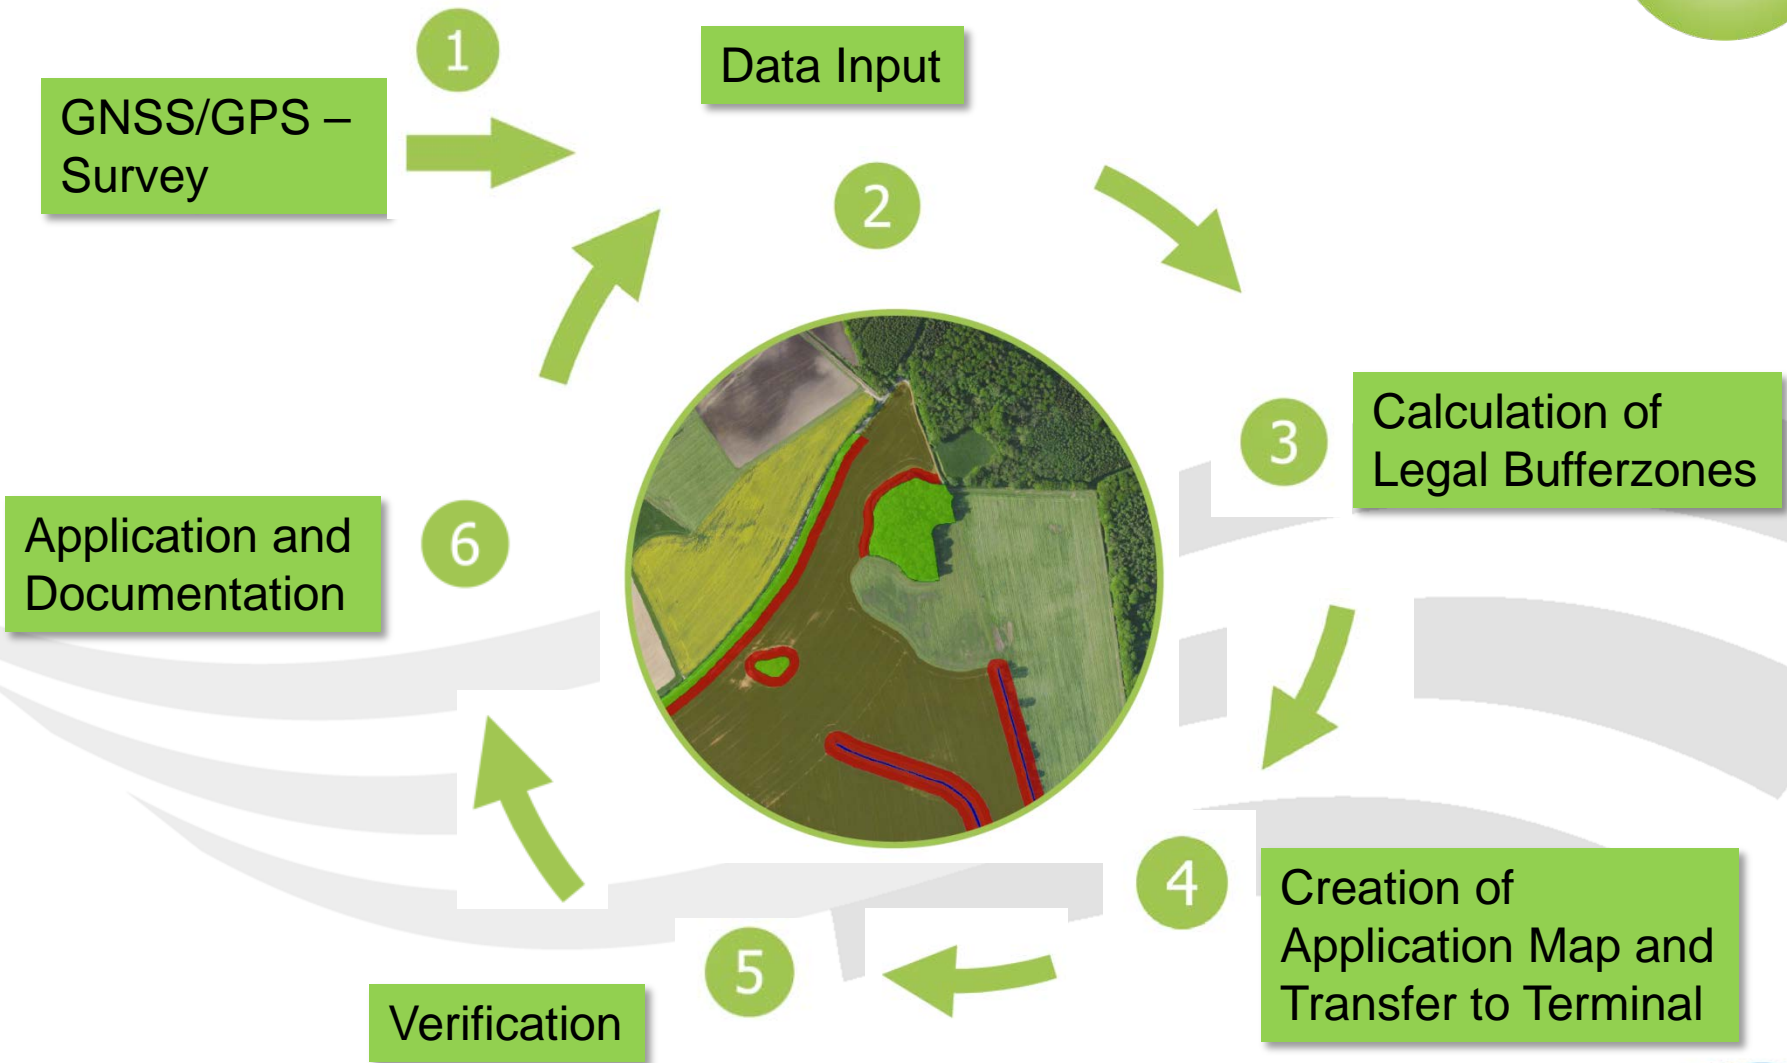 1
GNSS/GPS –
Survey
Data Input
2
3
Calculation of
Legal Bufferzones
4
Creation of
Application Map and
Transfer to Terminal
5
Verification
6
Application and
Documentation